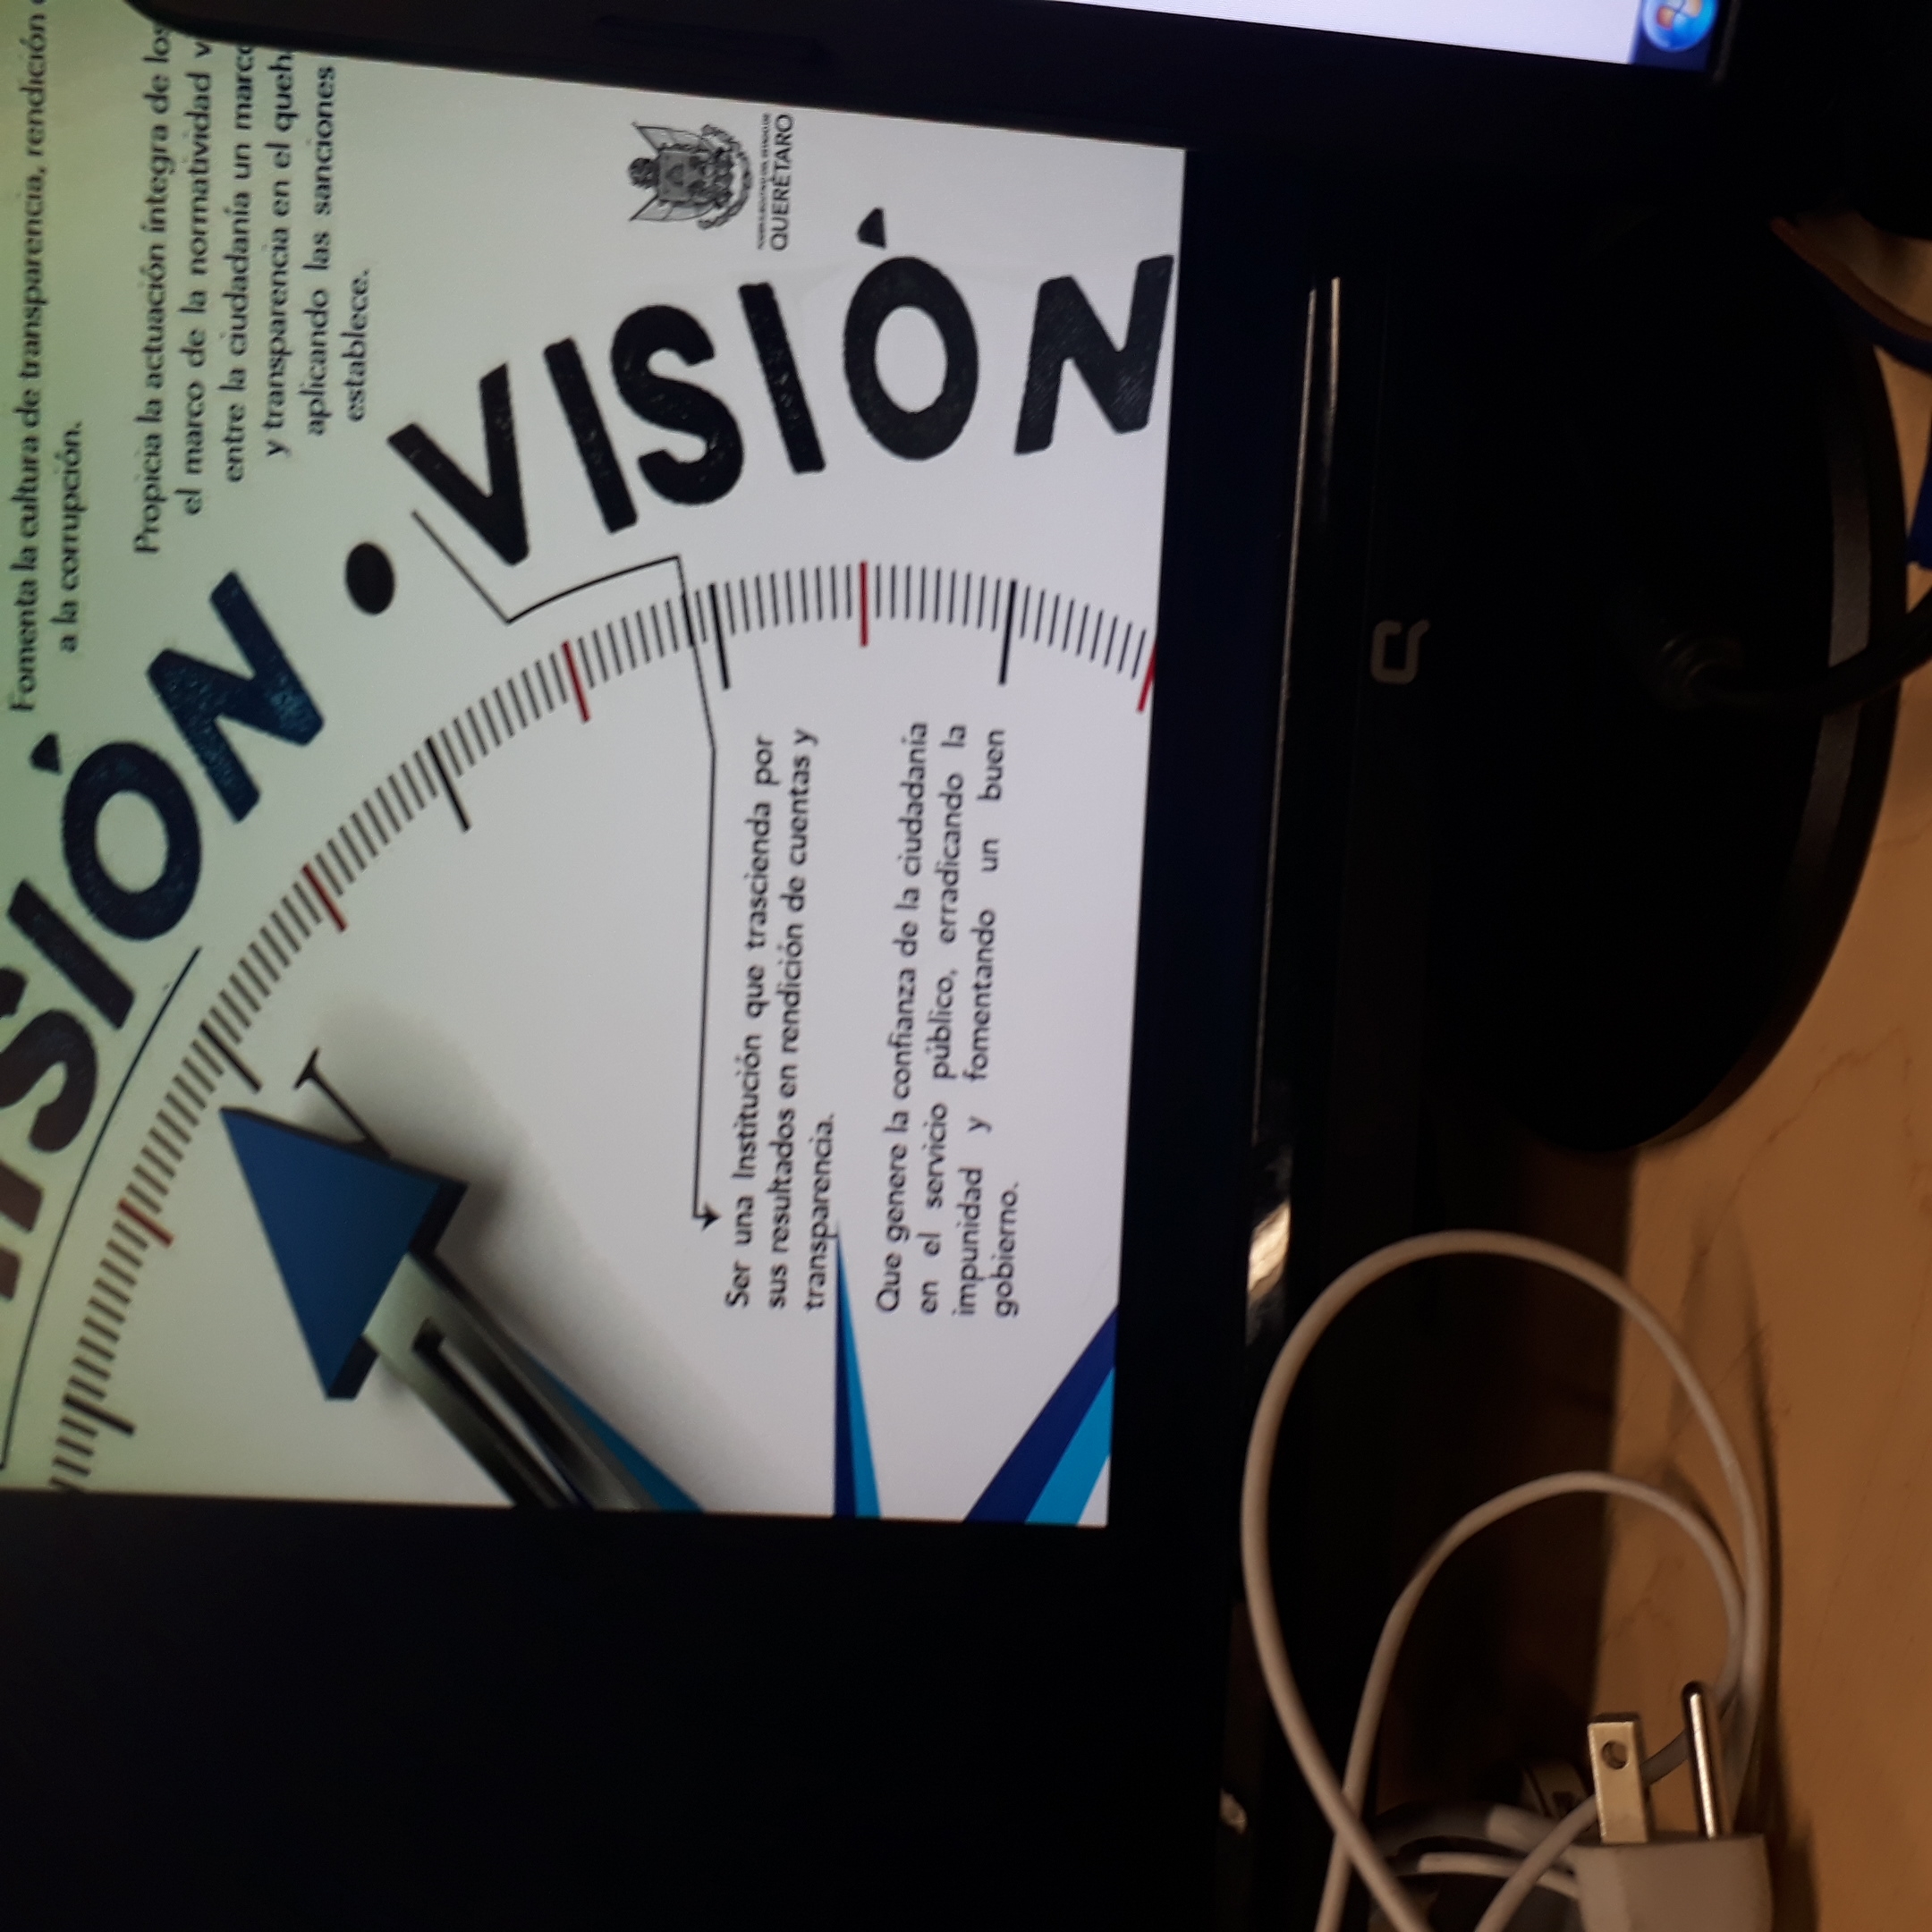 Fomenta la cultura de transparencia, rendición
a la corrupción.
Propicia la actuación íntegra de los
el marco de la normatividad
entre la ciudadanía un marco
y transparencia en el
aplicando las sanciones
establece.
ISIÓN • VISIÓN
QUERÉTARO
Ser una Institución que trascienda por
sus resultados en rendición de cuentas y
transparencia.
Que genere la confianza de la ciudadanía
en el servicio público, erradicando la
impunidad y fomentando un buen
gobierno.